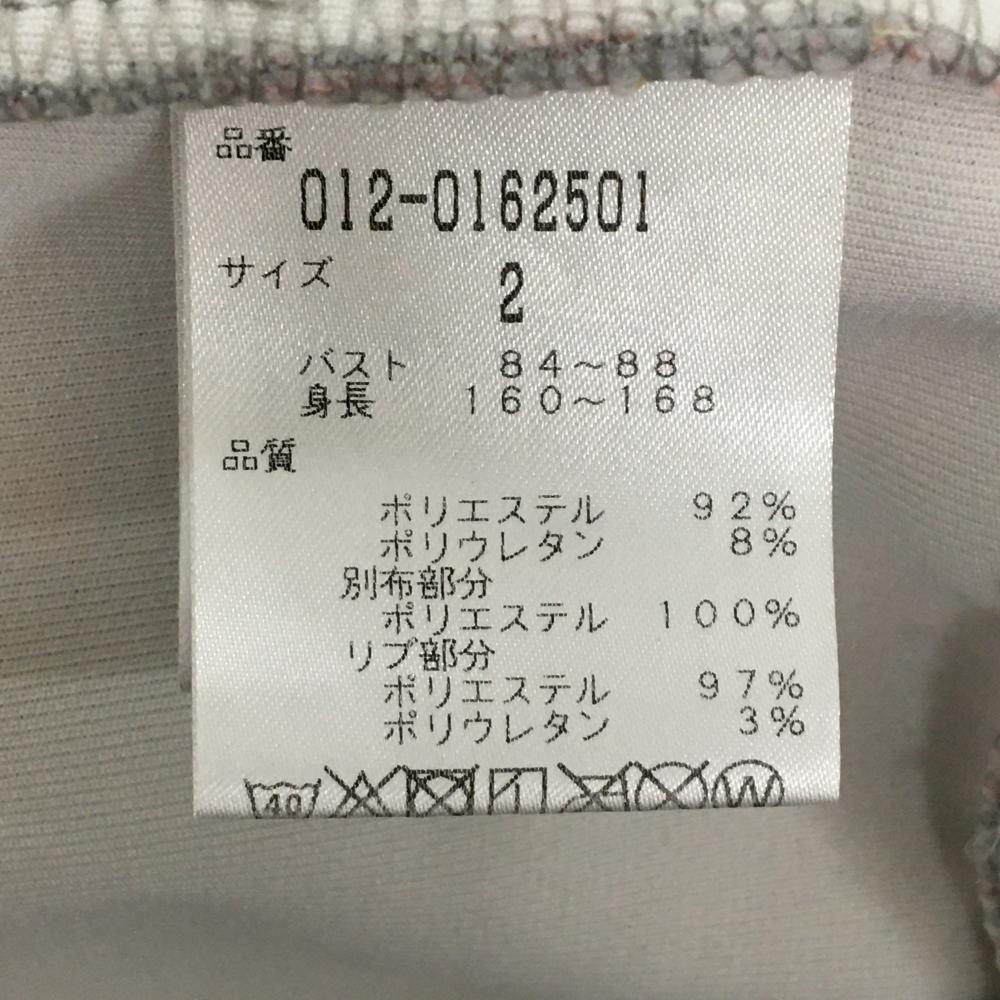 品番
012-0162501
サイズ
2
バスト 84～88
身長 160～168
品質
ポリエステル 92%
ポリウレタン 8%
別布部分
ポリエステル 100%
リブ部分
ポリエステル 97%
ポリウレタン 3%
40 W